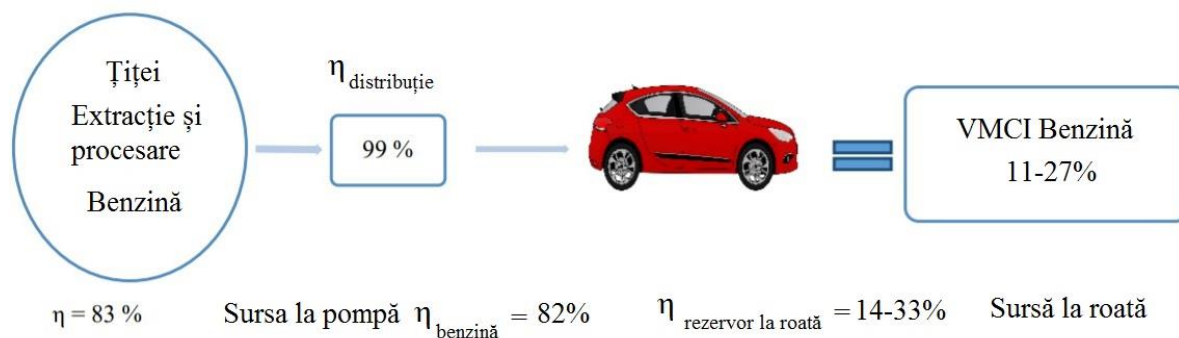 Țiței
Extracție și
procesare
Benzină
η distribuție
99 %
VMCI Benzină
11-27%
η = 83 %
Sursa la pompă η benzină = 82%
η rezervor la roată = 14-33%
Sursă la roată